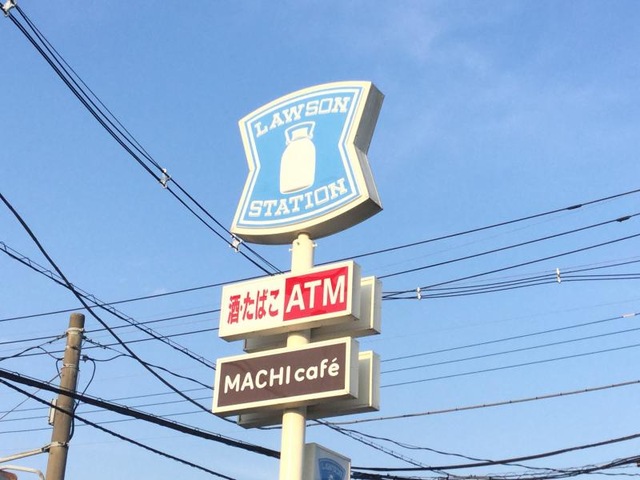 LAWSON
STATION
酒・たばこ ATM
MACHI café